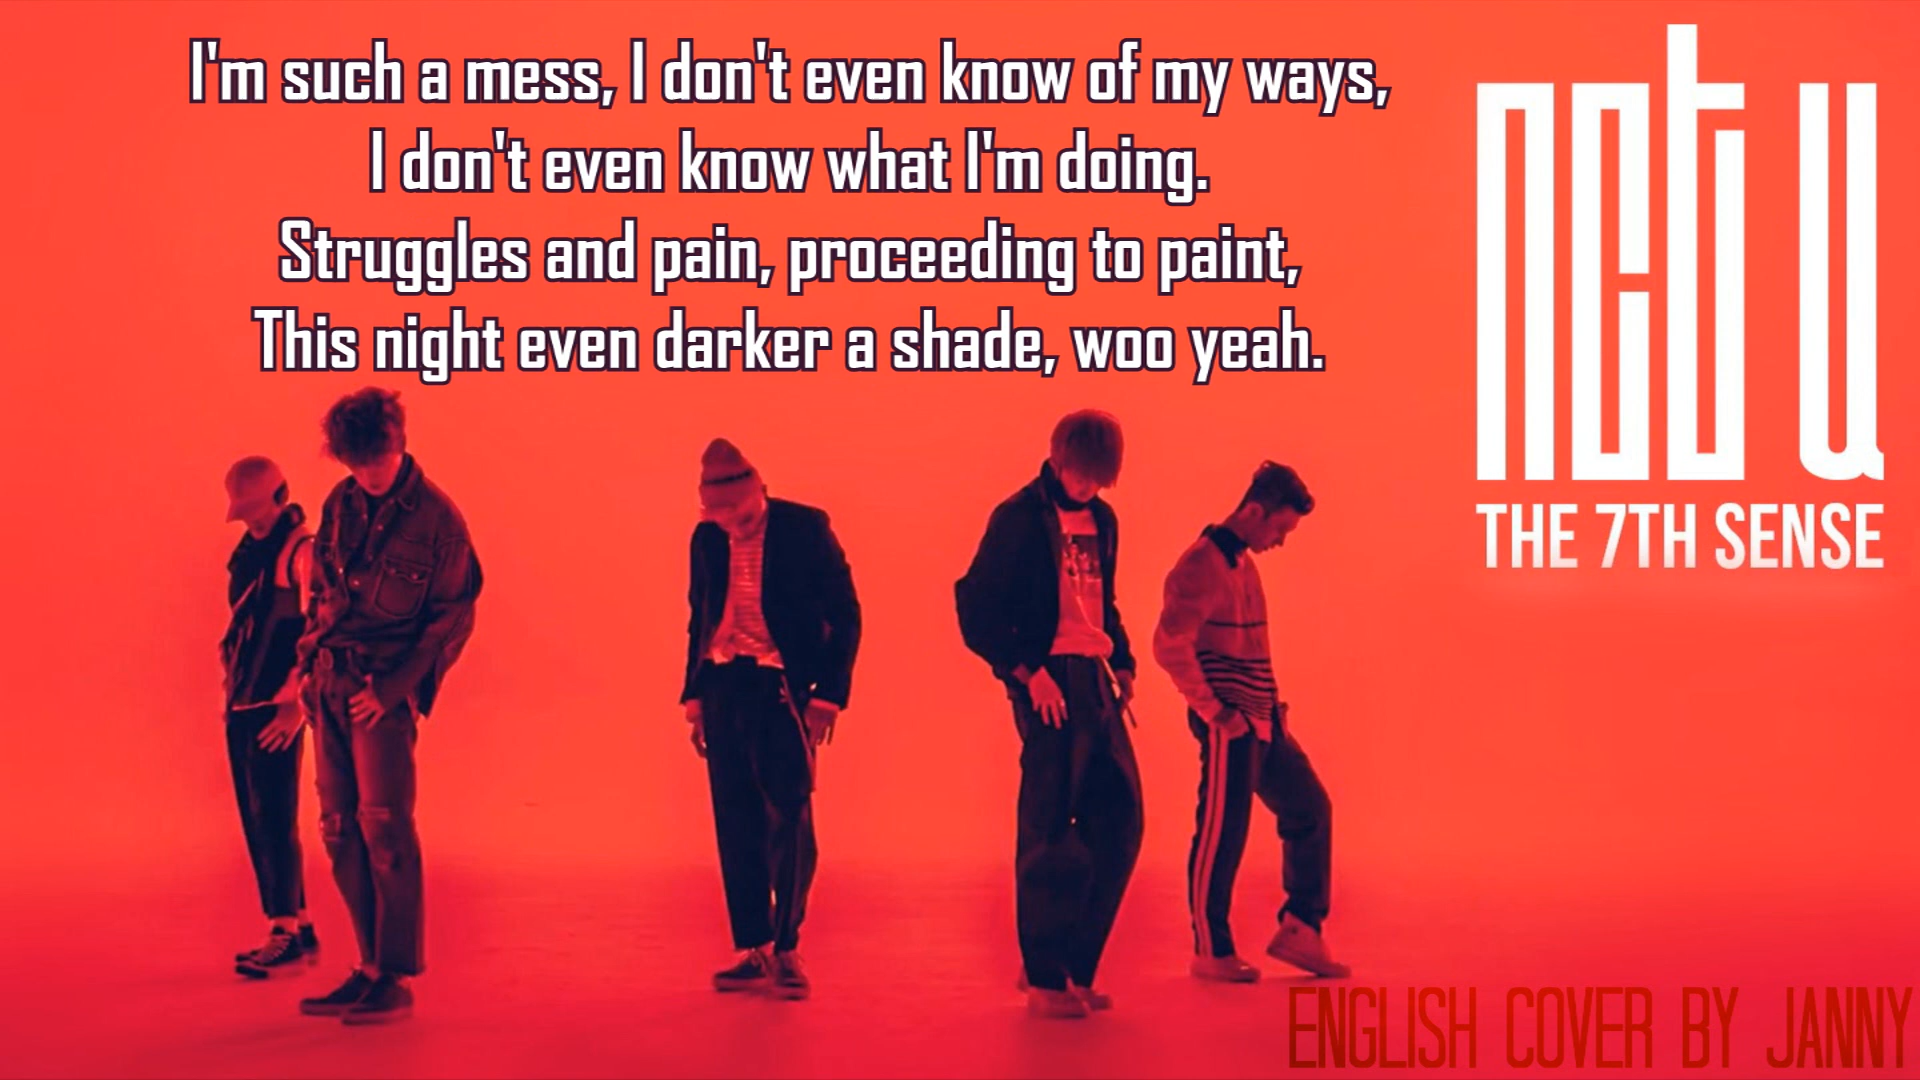 I'm such a mess, I don't even know of my ways,
I don't even know what I'm doing.
Struggles and pain, proceeding to paint,
This night even darker a shade, woo yeah.
nct u
THE 7TH SENSE
ENGLISH COVER BY JANNY